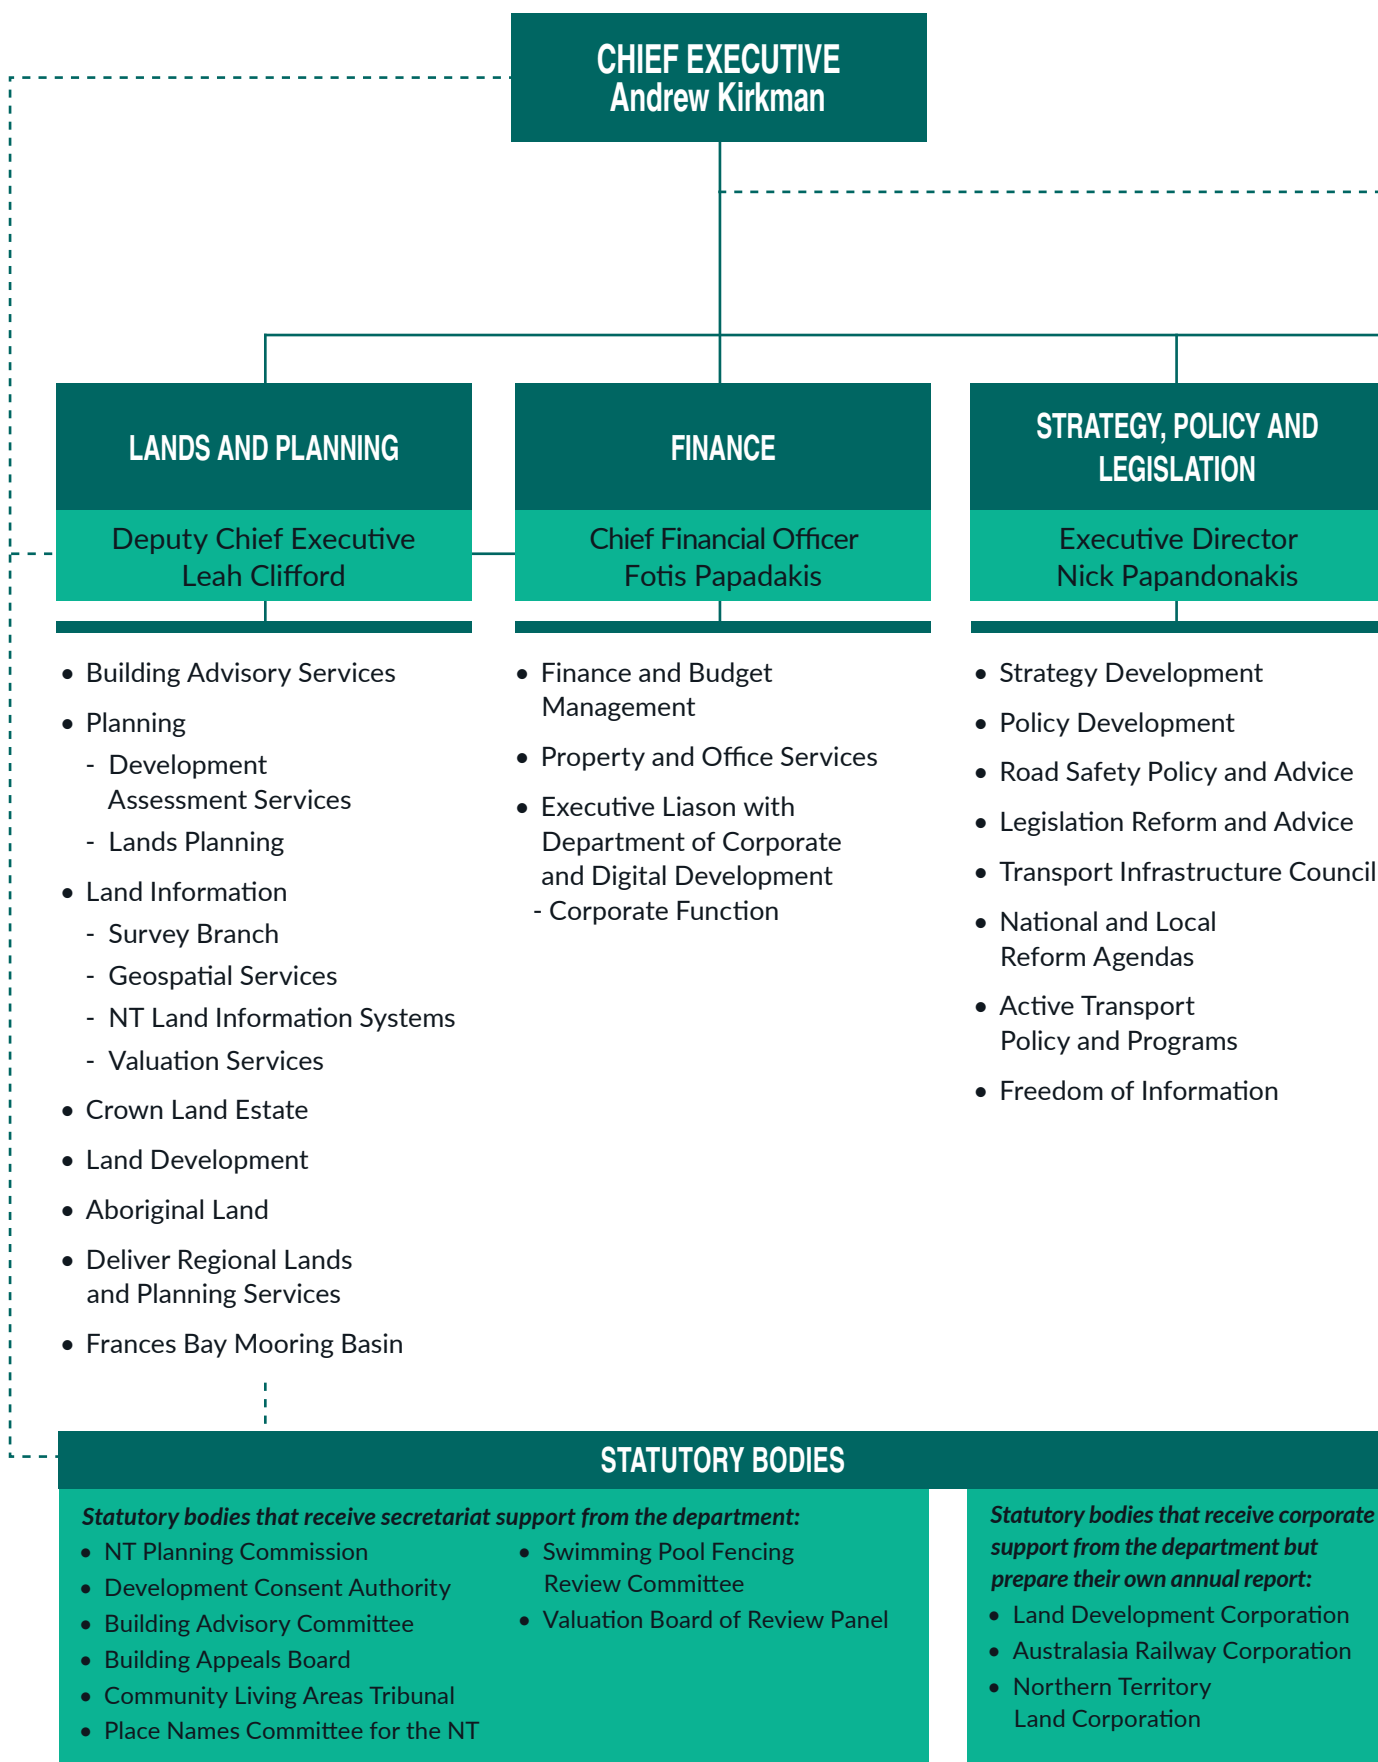 CHIEF EXECUTIVE
Andrew Kirkman
LANDS AND PLANNING
Deputy Chief Executive
Leah Clifford
• Building Advisory Services
• Planning
- Development
Assessment Services
- Lands Planning
• Land Information
- Survey Branch
- Geospatial Services
- NT Land Information Systems
- Valuation Services
• Crown Land Estate
• Land Development
• Aboriginal Land
• Deliver Regional Lands
and Planning Services
• Frances Bay Mooring Basin
FINANCE
Chief Financial Officer
Fotis Papadakis
• Finance and Budget
Management
• Property and Office Services
• Executive Liason with
Department of Corporate
and Digital Development
- Corporate Function
STRATEGY, POLICY AND
LEGISLATION
Executive Director
Nick Papandonakis
• Strategy Development
• Policy Development
• Road Safety Policy and Advice
• Legislation Reform and Advice
• Transport Infrastructure Council
• National and Local
Reform Agendas
• Active Transport
Policy and Programs
• Freedom of Information
STATUTORY BODIES
Statutory bodies that receive secretariat support from the department:
• NT Planning Commission
• Development Consent Authority
• Building Advisory Committee
• Building Appeals Board
• Community Living Areas Tribunal
• Place Names Committee for the NT
• Swimming Pool Fencing
Review Committee
• Valuation Board of Review Panel
Statutory bodies that receive corporate
support from the department but
prepare their own annual report:
• Land Development Corporation
• Australasia Railway Corporation
• Northern Territory
Land Corporation